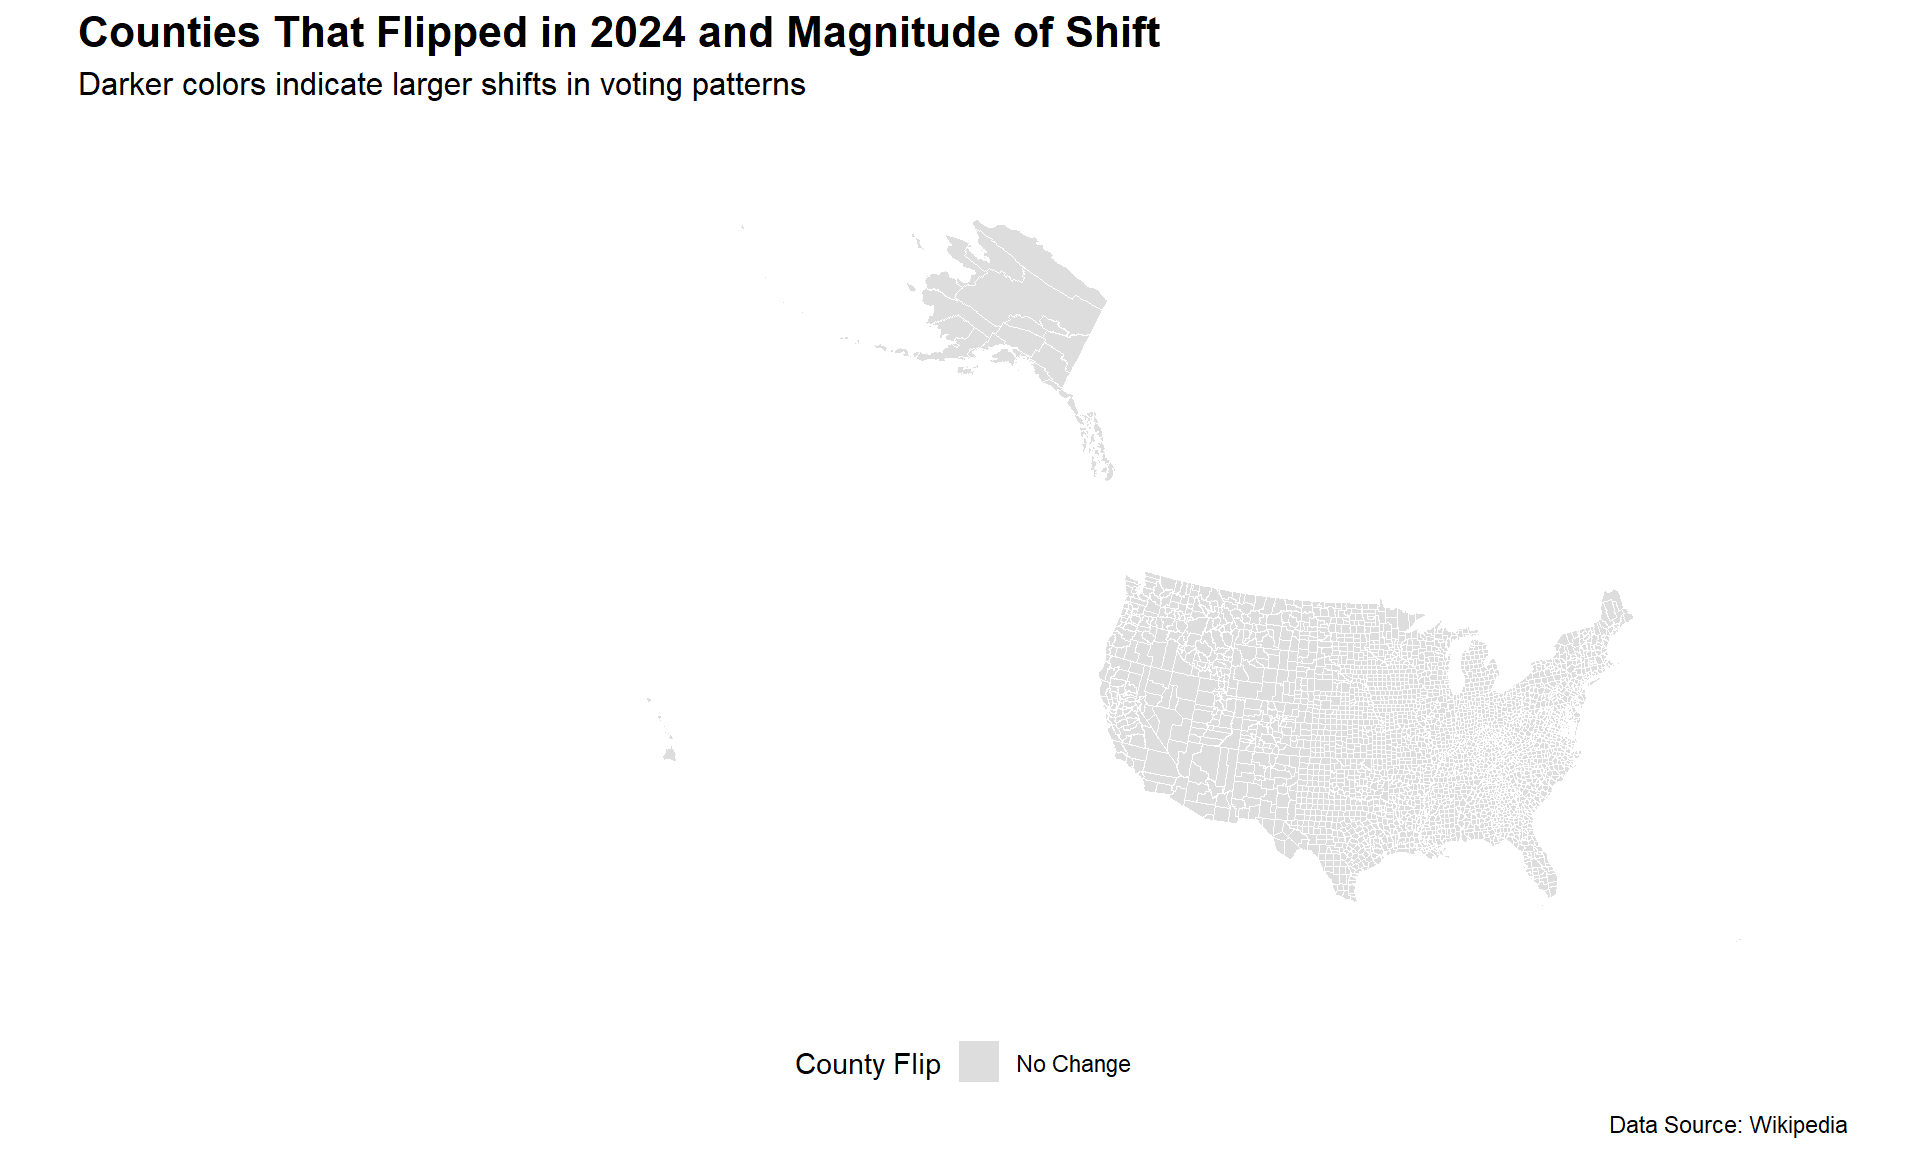 Counties That Flipped in 2024 and Magnitude of Shift
Darker colors indicate larger shifts in voting patterns
County Flip
No Change
Data Source: Wikipedia